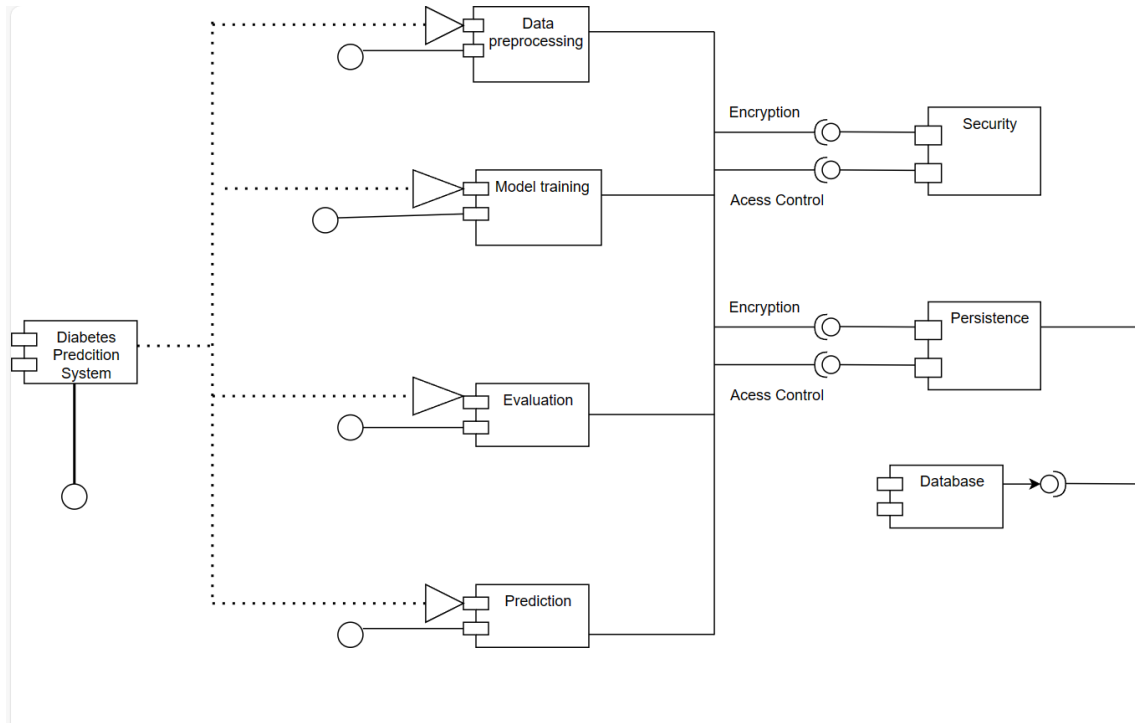 Data
preprocessing
Encryption
Security
Model training
Acess Control
Encryption
Persistence
Diabetes
Predcition
System
Acess Control
Evaluation
Database
Prediction